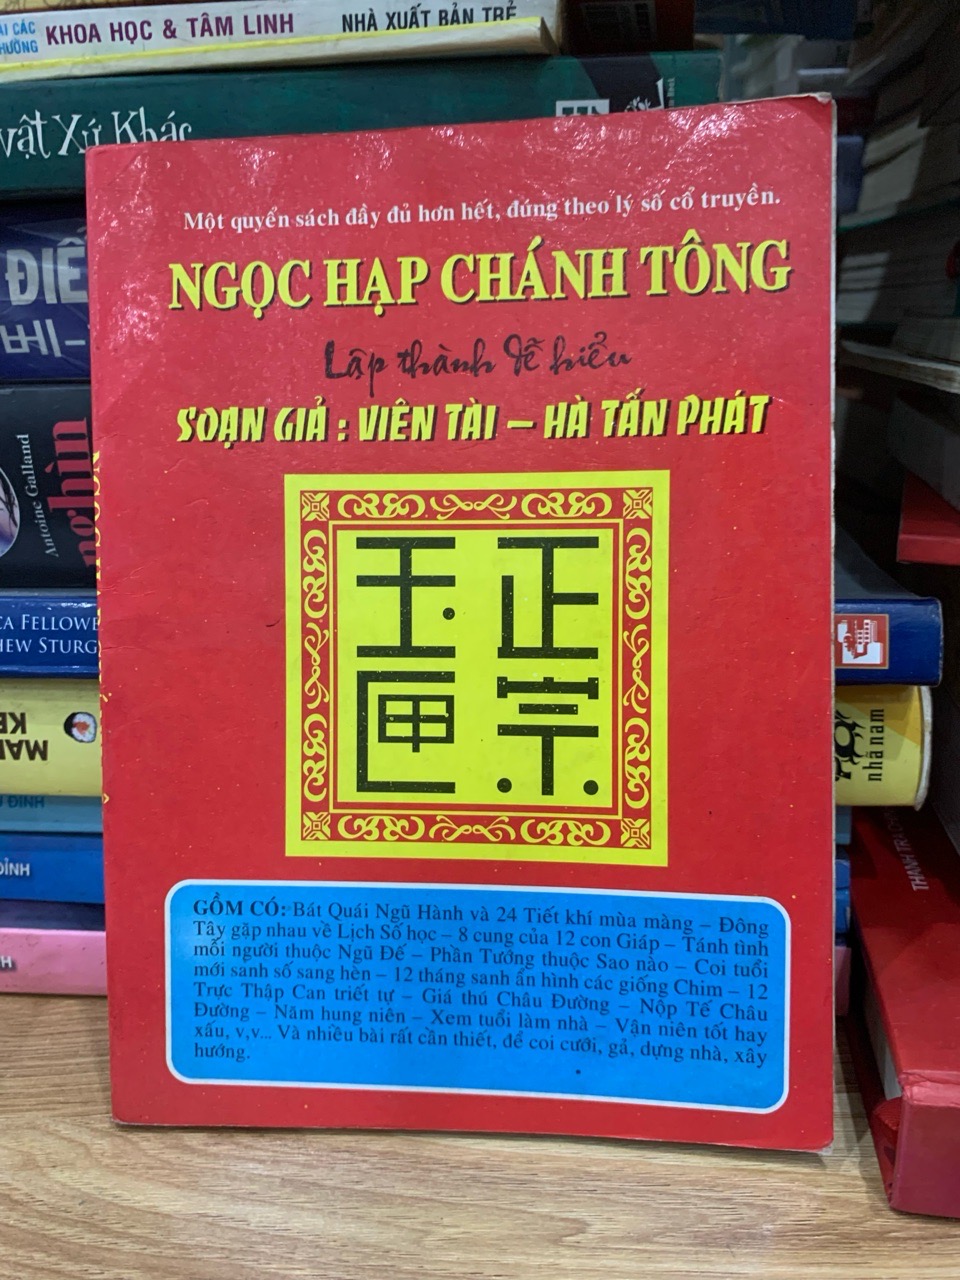 KHOA HỌC & TÂM LINH
NHÀ XUẤT BẢN TRẺ
vật Xứ Khác
Antoine Galland
nghìn
nhã nam
Một quyển sách đầy đủ hơn hết, đúng theo lý số cổ truyền.
NGỌC HẠP CHÁNH TÔNG
Lập thành dễ hiểu
SOẠN GIẢ : VIÊN TÀI – HÀ TẤN PHÁT
玉 正
匣 宗
GỒM CÓ: Bát Quái Ngũ Hành và 24 Tiết khí mùa màng – Đông
Tây gặp nhau về Lịch Số học – 8 cung của 12 con Giáp – Tánh tình
mỗi người thuộc Ngũ Đế – Phần Tướng thuộc Sao nào – Coi tuổi
mới sanh số sang hèn – 12 tháng sanh ẩn hình các giống Chim – 12
Trực Thập Can triết tự – Giá thú Châu Đường – Nộp Tế Châu
Đường – Năm hung niên – Xem tuổi làm nhà – Vận niên tốt hay
xấu, v,v... Và nhiều bài rất cần thiết, để coi cưới, gả, dựng nhà, xây
hướng.